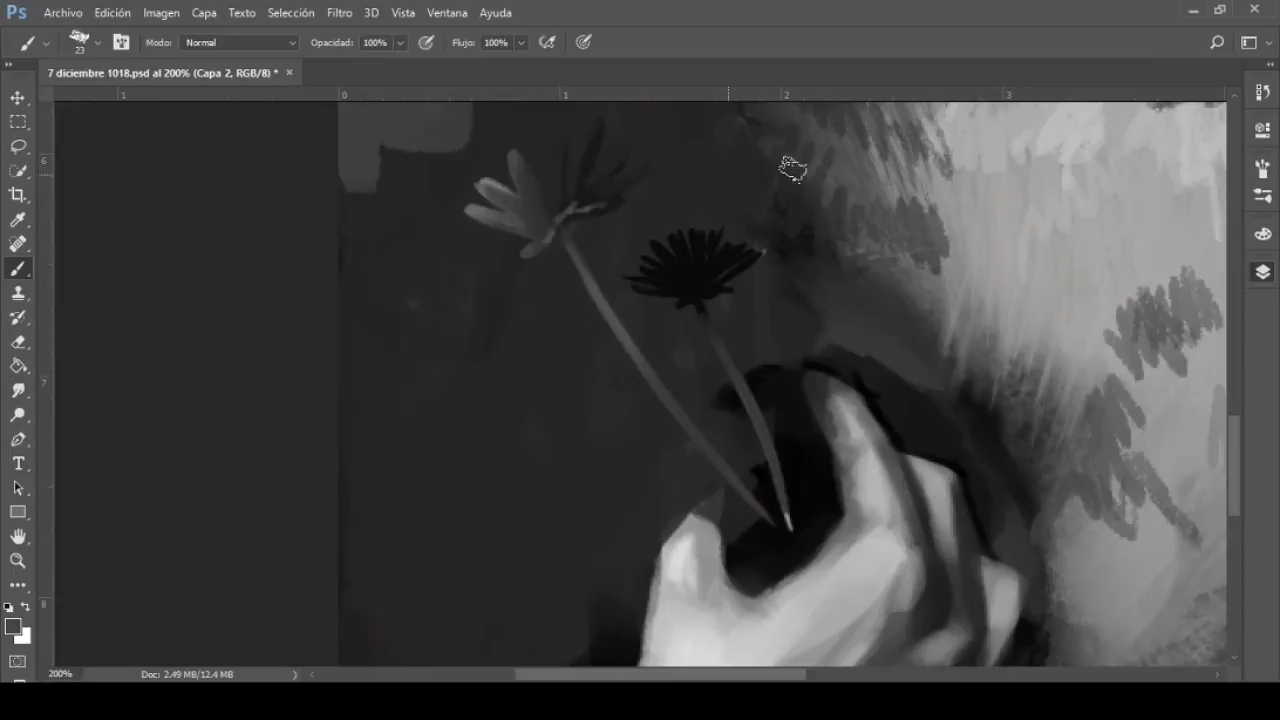 Ps Archivo Edición Imagen Capa Texto Selección Filtro 3D Vista Ventana Ayuda
23 Modo: Normal Opacidad: 100% Flujo: 100%
7 diciembre 1018.psd al 200% (Capa 2, RGB/8) *
1 0 1 2 3
6
7
8
T
200% Doc: 2.49 MB/12.4 MB